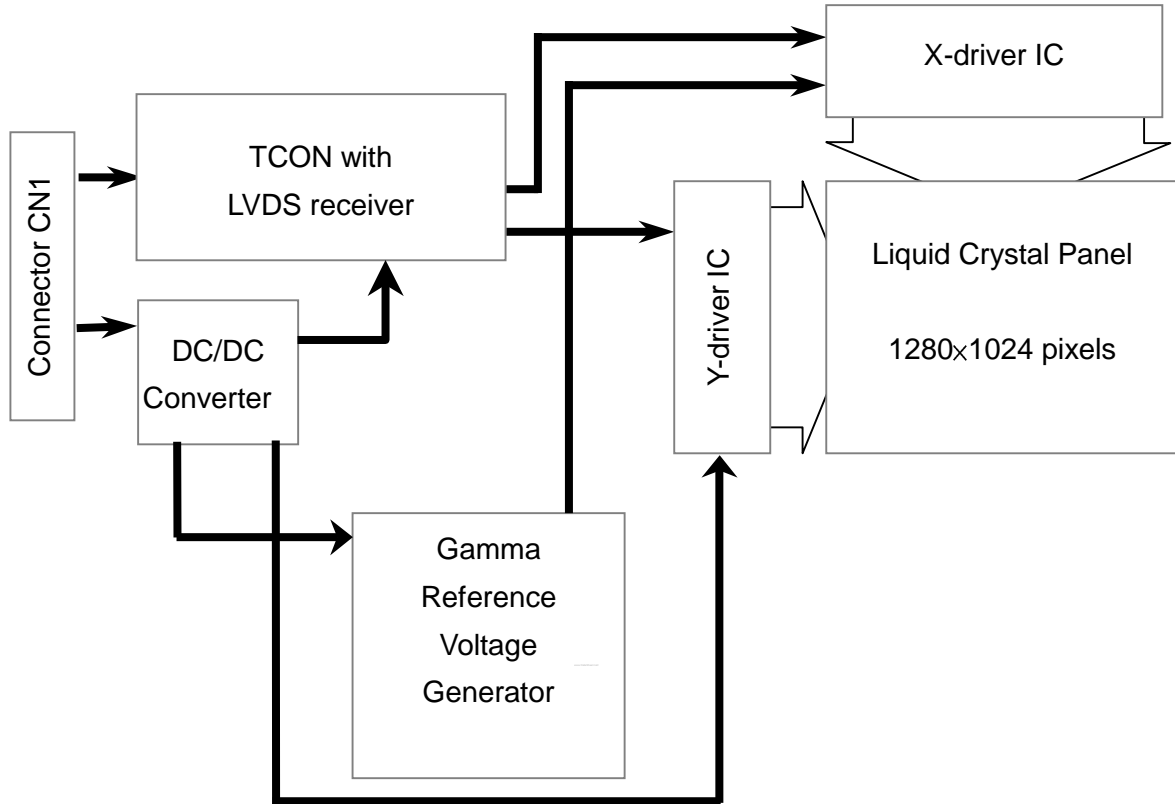 X-driver IC
TCON with
LVDS receiver
Connector CN1
Y-driver IC
Liquid Crystal Panel
1280×1024 pixels
DC/DC
Converter
Gamma
Reference
Voltage
Generator